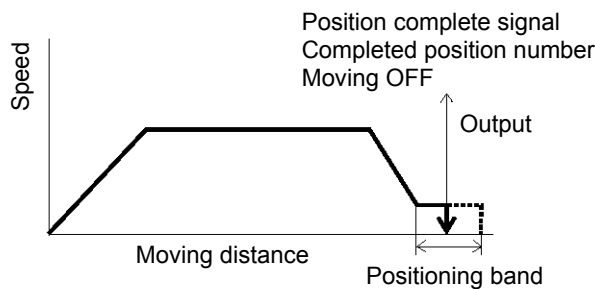 Position complete signal
Completed position number
Moving OFF
Speed
Output
Moving distance
Positioning band